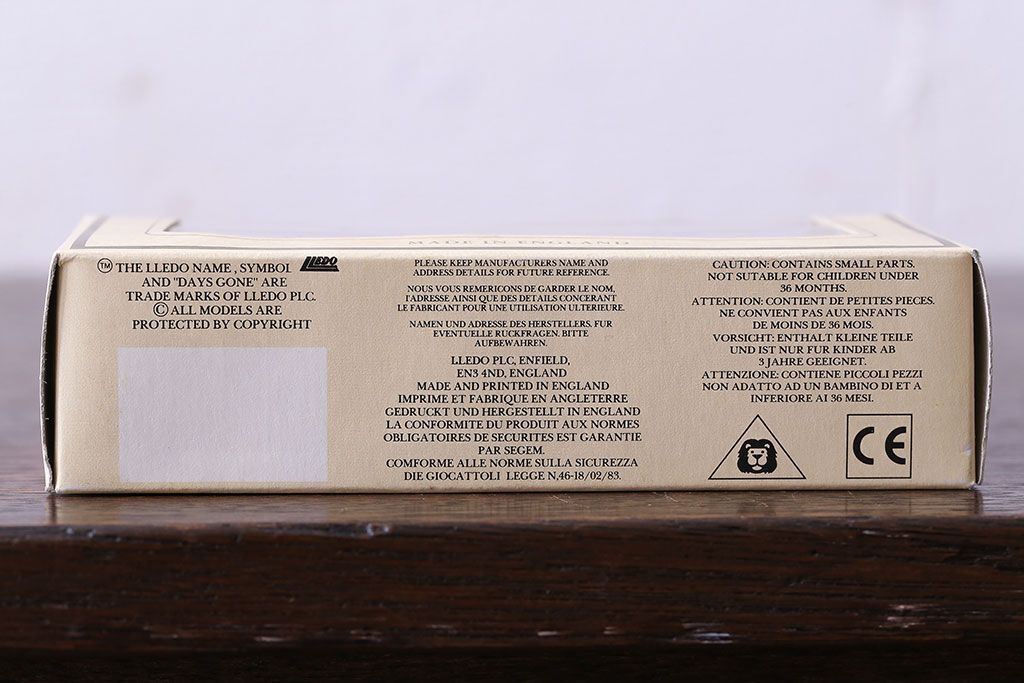 MADE IN ENGLAND
™ THE LLEDO NAME , SYMBOL LLEDO
AND "DAYS GONE" ARE
TRADE MARKS OF LLEDO PLC.
© ALL MODELS ARE
PROTECTED BY COPYRIGHT
PLEASE KEEP MANUFACTURERS NAME AND
ADDRESS DETAILS FOR FUTURE REFERENCE.
NOUS VOUS REMERICONS DE GARDER LE NOM,
l'ADRESSE AINSI QUE DES DETAILS CONCERANT
LE FABRICANT POUR UNE UTILISATION ULTERIEURE.
NAMEN UND ADRESSE DES HERSTELLERS. FUR
EVENTUELLE RUCKFRAGEN. BITTE
AUFBEWAHREN.
LLEDO PLC, ENFIELD,
EN3 4ND, ENGLAND
MADE AND PRINTED IN ENGLAND
IMPRIME ET FABRIQUE EN ANGLETERRE
GEDRUCKT UND HERGESTELLT IN ENGLAND
LA CONFORMITE DU PRODUIT AUX NORMES
OBLIGATOIRES DE SECURITES EST GARANTIE
PAR SEGEM.
COMFORME ALLE NORME SULLA SICUREZZA
DIE GIOCATTOLI LEGGE N,46-18/02/83.
CAUTION: CONTAINS SMALL PARTS.
NOT SUTABLE FOR CHILDREN UNDER
36 MONTHS.
ATTENTION: CONTIENT DE PETITES PIECES.
NE CONVIENT PAS AUX ENFANTS
DE MOINS DE 36 MOIS.
VORSICHT: ENTHALT KLEINE TEILE
UND IST NUR FUR KINDER AB
3 JAHRE GEEIGNET.
ATTENZIONE: CONTIENE PICCOLI PEZZI
NON ADATTO AD UN BAMBINO DI ET A
INFERIORE AI 36 MESI.
CE